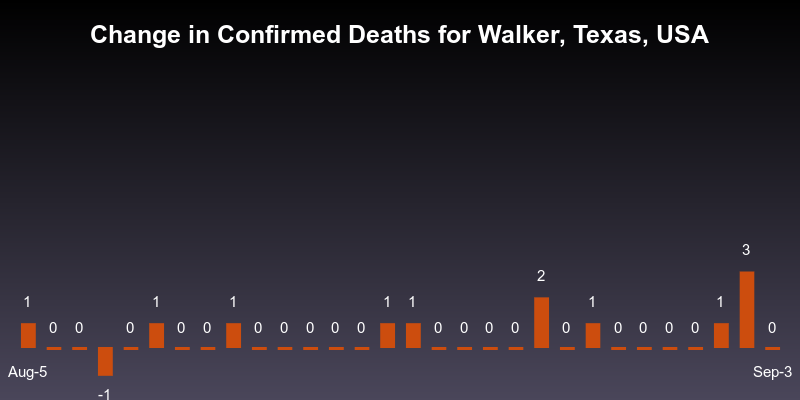 Change in Confirmed Deaths for Walker, Texas, USA
3
2
1 1 1 1 1 1 1
0 0 0 0 0 0 0 0 0 0 0 0 0 0 0 0 0 0 0 0
Aug-5 Sep-3
-1